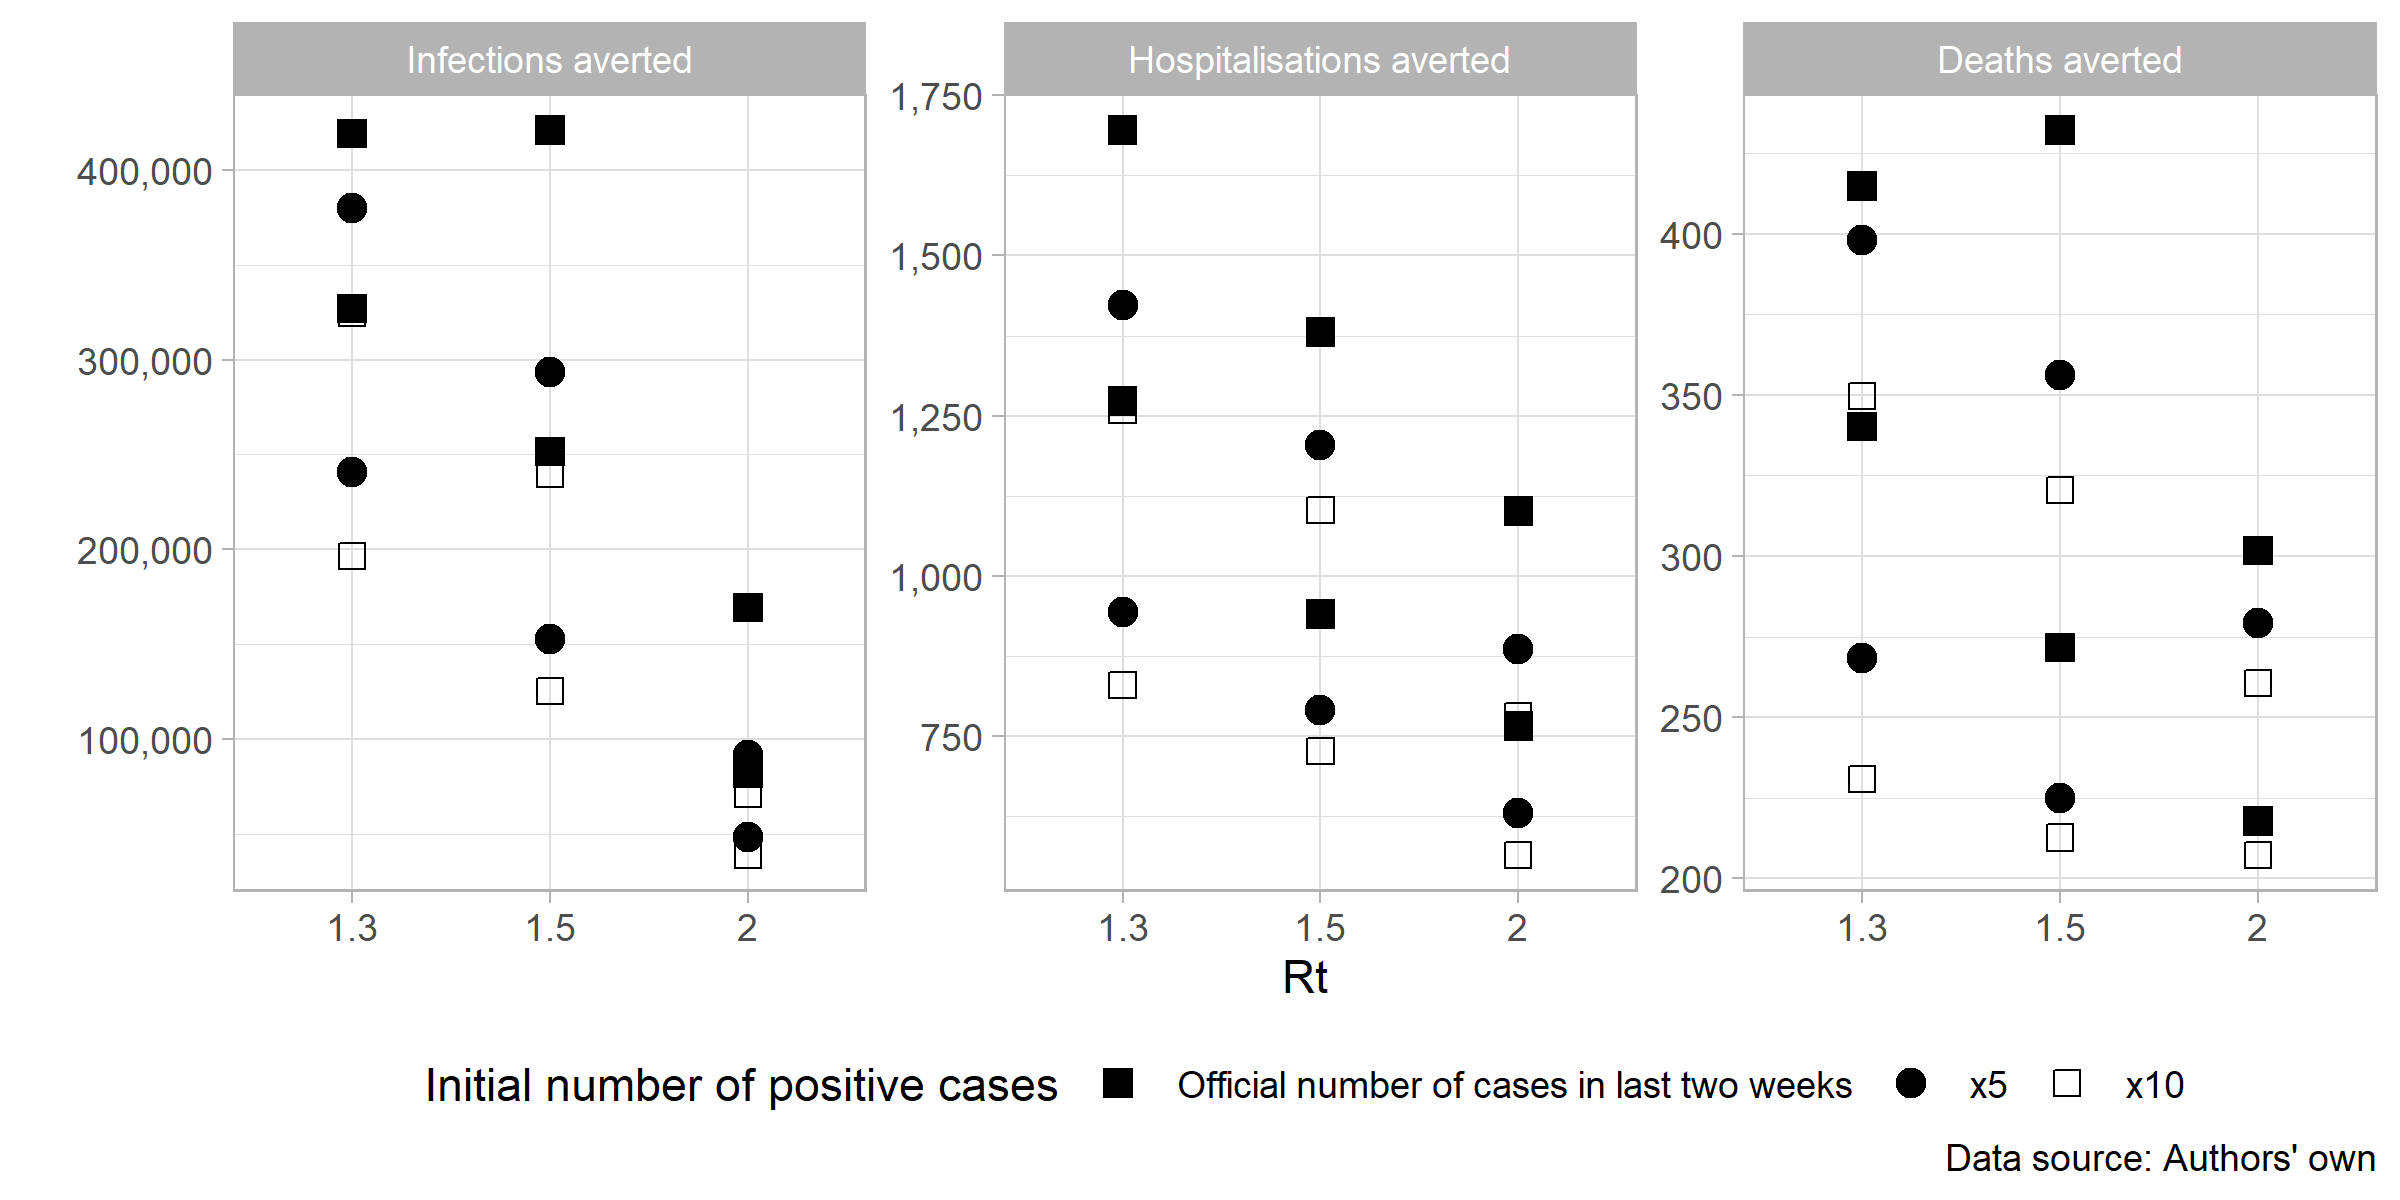 Infections averted
Hospitalisations averted
Deaths averted
400,000
300,000
200,000
100,000
1,750
1,500
1,250
1,000
750
400
350
300
250
200
1.3 1.5 2
1.3 1.5 2
1.3 1.5 2
Rt
Initial number of positive cases Official number of cases in last two weeks x5 x10
Data source: Authors' own